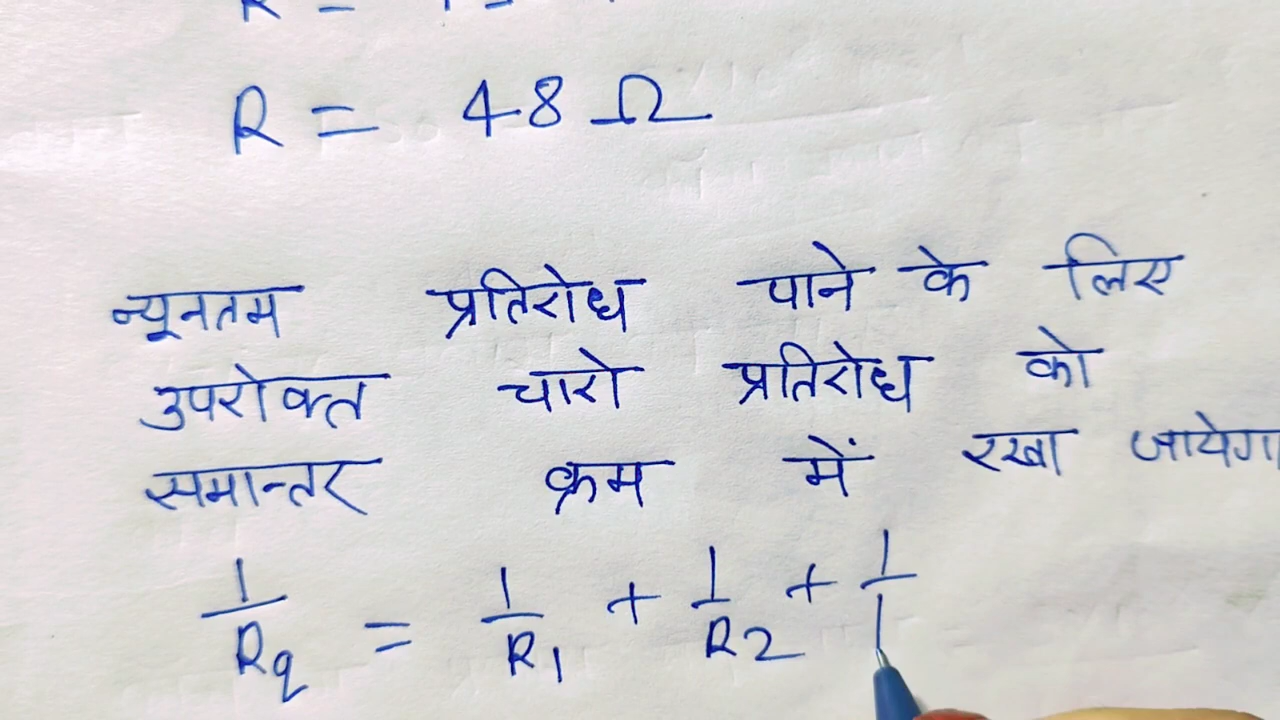 R = 48 Ω
न्यूनतम प्रतिरोध पाने के लिए
उपरोक्त चारो प्रतिरोध को
समान्तर क्रम में रखा जायेगा
1/Rq = 1/R1 + 1/R2 + 1/